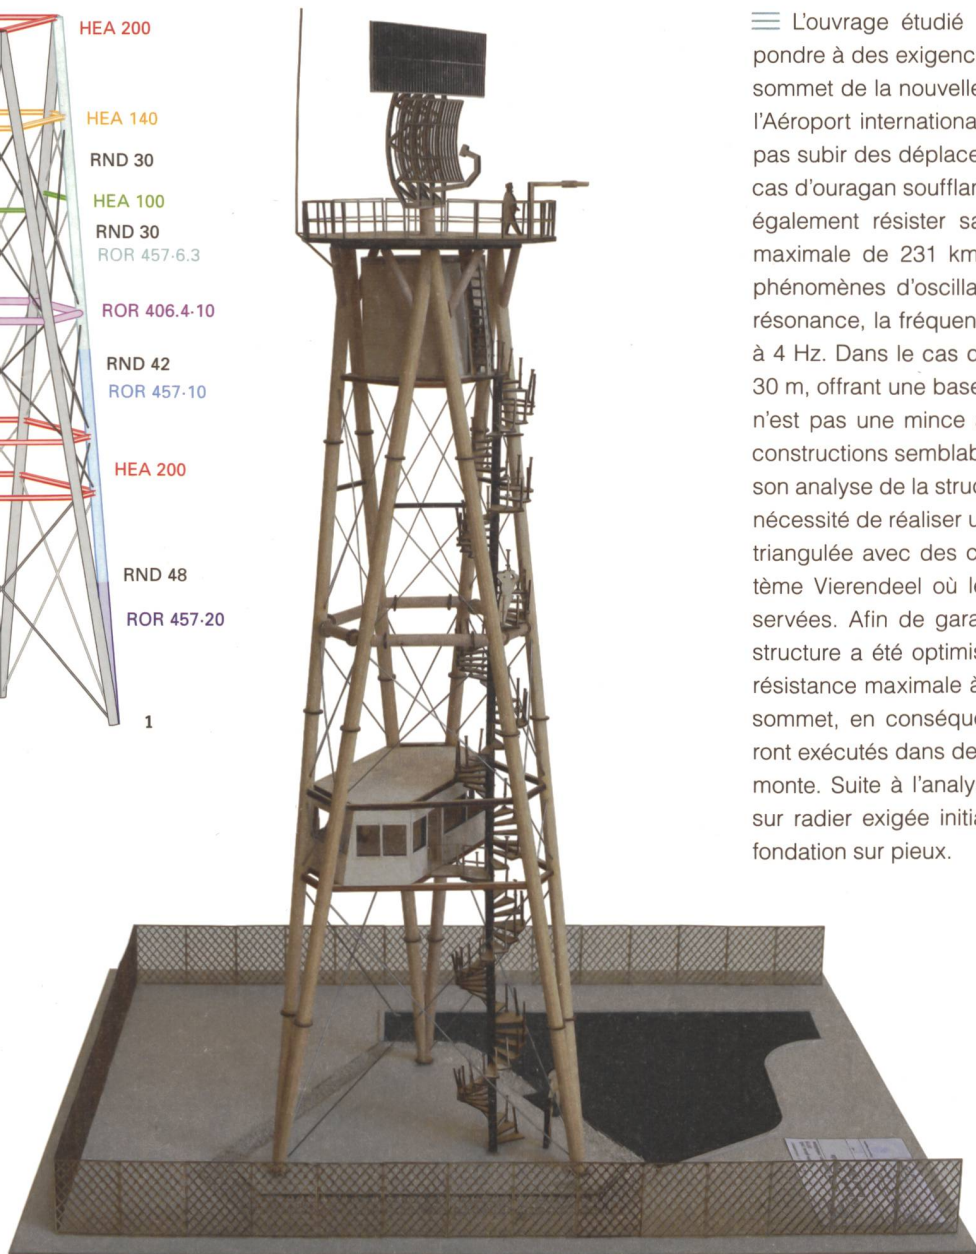 HEA 200
HEA 140
RND 30
HEA 100
RND 30
ROR 457·6.3
ROR 406.4·10
RND 42
ROR 457·10
HEA 200
RND 48
ROR 457·20
1
L'ouvrage étudié
pondre à des exigenc
sommet de la nouvelle
l'Aéroport internationa
pas subir des déplace
cas d'ouragan soufflar
également résister sa
maximale de 231 km
phénomènes d'oscilla
résonance, la fréquen
à 4 Hz. Dans le cas c
30 m, offrant une base
n'est pas une mince
constructions semblab
son analyse de la struc
nécessité de réaliser u
triangulée avec des c
tème Vierendeel où le
servées. Afin de gara
structure a été optimis
résistance maximale à
sommet, en conséque
ront exécutés dans de
monte. Suite à l'analy
sur radier exigée initia
fondation sur pieux.